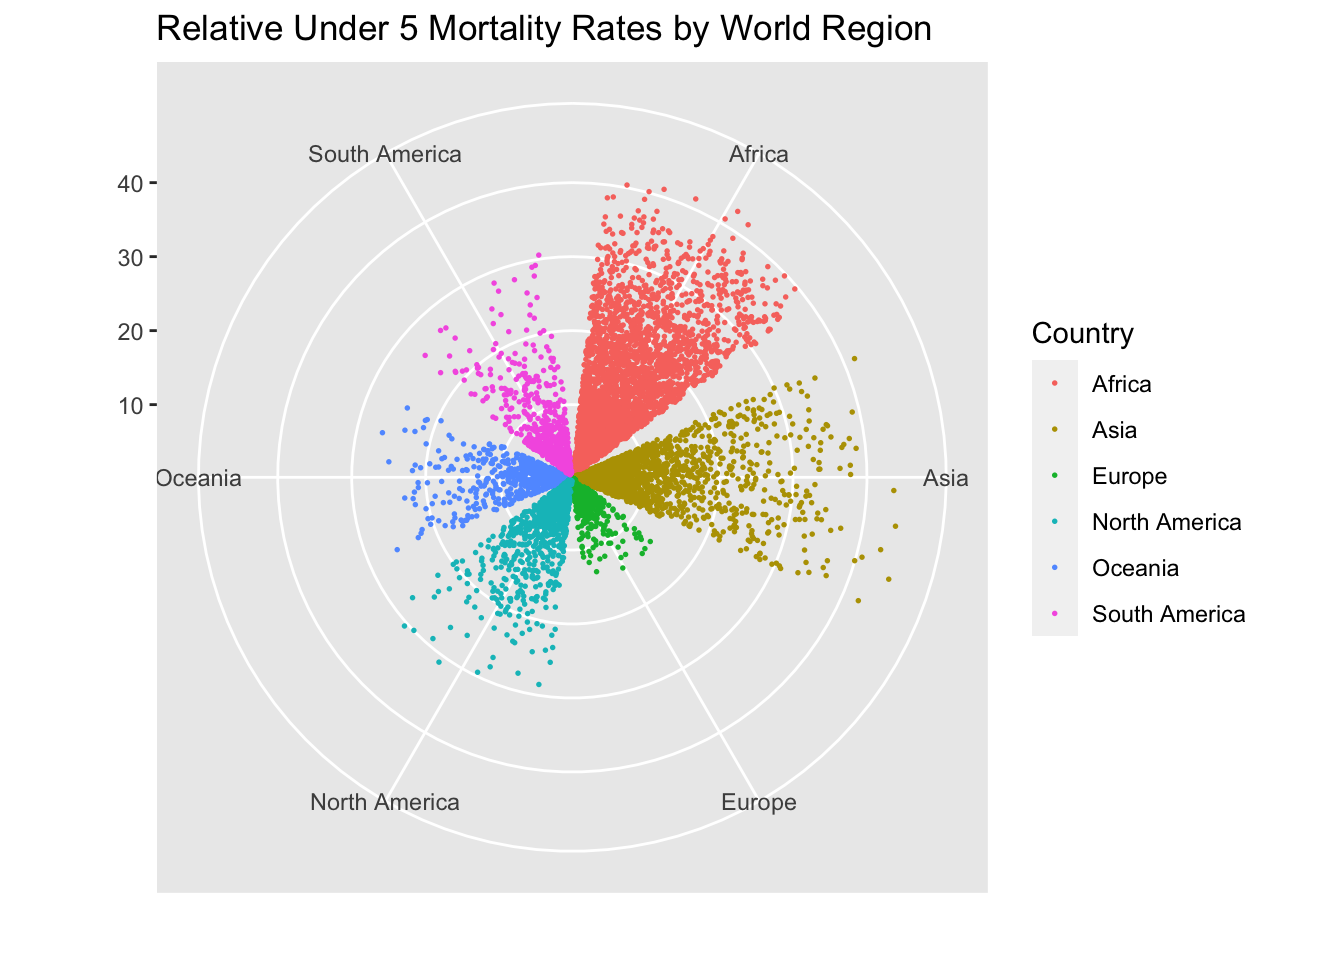 Relative Under 5 Mortality Rates by World Region
South America
Africa
40
30
20
10
Oceania
Asia
North America
Europe
Country
Africa
Asia
Europe
North America
Oceania
South America